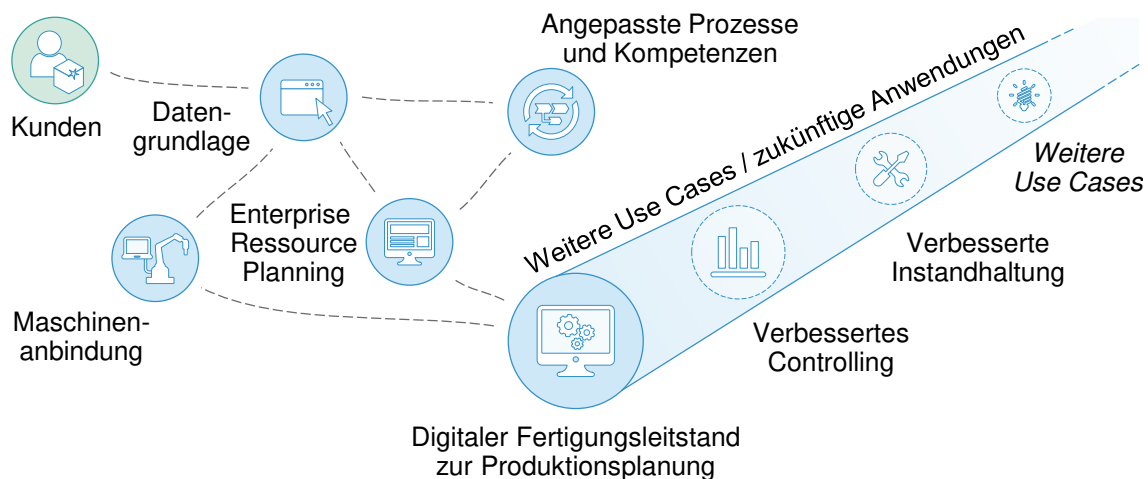 Angepasste Prozesse
und Kompetenzen
Kunden
Daten-
grundlage
Weitere Use Cases / zukünftige Anwendungen
Weitere
Use Cases
Enterprise
Ressource
Planning
Verbesserte
Instandhaltung
Maschinen-
anbindung
Verbessertes
Controlling
Digitaler Fertigungsleitstand
zur Produktionsplanung